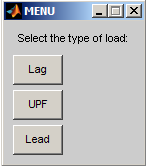 MENU
Select the type of load:
Lag
UPF
Lead